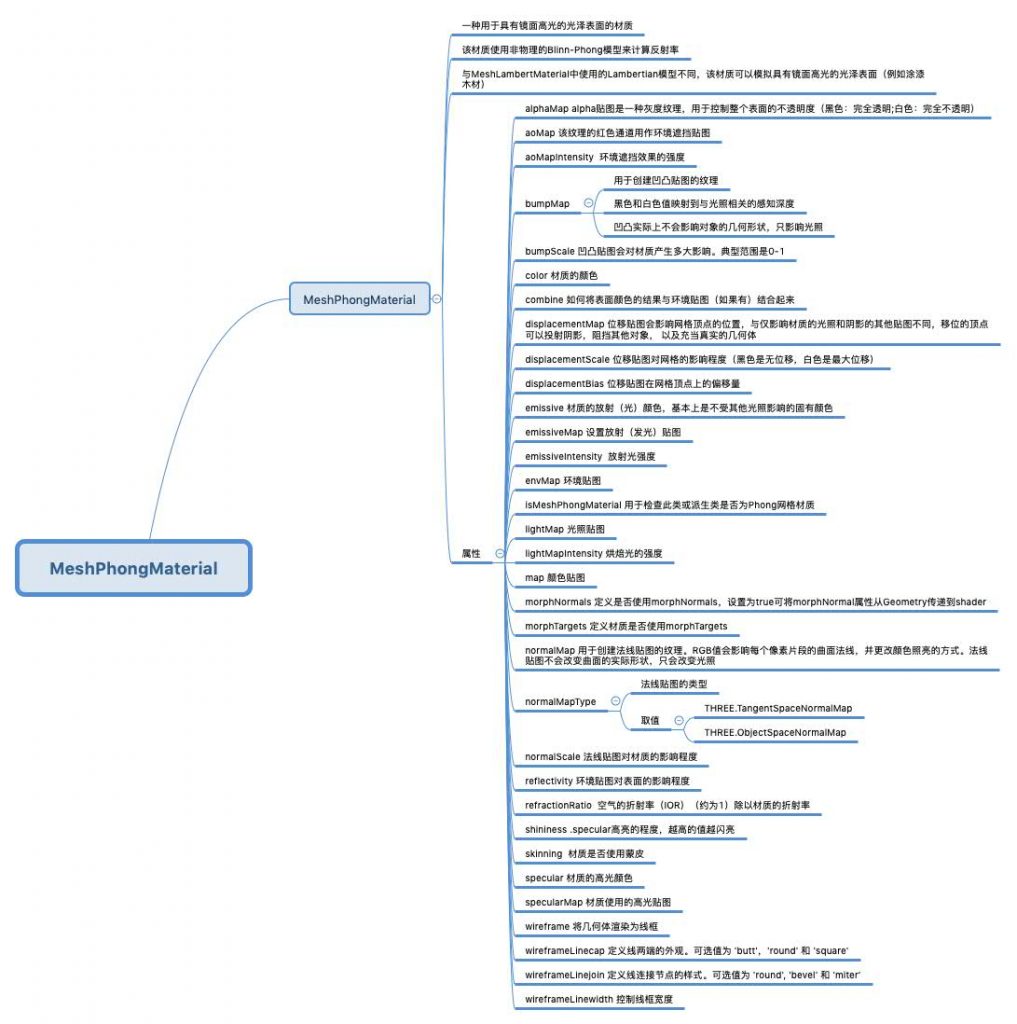 一种用于具有镜面高光的光泽表面的材质
该材质使用非物理的Blinn-Phong模型来计算反射率
与MeshLambertMaterial中使用的Lambertian模型不同，该材质可以模拟具有镜面高光的光泽表面（例如涂漆
木材）
alphaMap alpha贴图是一种灰度纹理，用于控制整个表面的不透明度（黑色：完全透明;白色：完全不透明）
aoMap 该纹理的红色通道用作环境遮挡贴图
aoMapIntensity 环境遮挡效果的强度
用于创建凹凸贴图的纹理
bumpMap
黑色和白色值映射到与光照相关的感知深度
凹凸实际上不会影响对象的几何形状，只影响光照
bumpScale 凹凸贴图会对材质产生多大影响。典型范围是0-1
color 材质的颜色
MeshPhongMaterial
combine 如何将表面颜色的结果与环境贴图（如果有）结合起来
displacementMap 位移贴图会影响网格顶点的位置，与仅影响材质的光照和阴影的其他贴图不同，移位的顶点
可以投射阴影，阻挡其他对象， 以及充当真实的几何体
displacementScale 位移贴图对网格的影响程度（黑色是无位移，白色是最大位移）
displacementBias 位移贴图在网格顶点上的偏移量
emissive 材质的放射（光）颜色，基本上是不受其他光照影响的固有颜色
emissiveMap 设置放射（发光）贴图
emissiveIntensity 放射光强度
envMap 环境贴图
isMeshPhongMaterial 用于检查此类或派生类是否为Phong网格材质
lightMap 光照贴图
属性
lightMapIntensity 烘焙光的强度
MeshPhongMaterial
map 颜色贴图
morphNormals 定义是否使用morphNormals，设置为true可将morphNormal属性从Geometry传递到shader
morphTargets 定义材质是否使用morphTargets
normalMap 用于创建法线贴图的纹理。RGB值会影响每个像素片段的曲面法线，并更改颜色照亮的方式。法线
贴图不会改变曲面的实际形状，只会改变光照
法线贴图的类型
normalMapType
取值
THREE.TangentSpaceNormalMap
THREE.ObjectSpaceNormalMap
normalScale 法线贴图对材质的影响程度
reflectivity 环境贴图对表面的影响程度
refractionRatio 空气的折射率（IOR）（约为1）除以材质的折射率
shininess .specular高亮的程度，越高的值越闪亮
skinning 材质是否使用蒙皮
specular 材质的高光颜色
specularMap 材质使用的高光贴图
wireframe 将几何体渲染为线框
wireframeLinecap 定义线两端的外观。可选值为 'butt'，'round' 和 'square'
wireframeLinejoin 定义线连接节点的样式。可选值为 'round', 'bevel' 和 'miter'
wireframeLinewidth 控制线框宽度